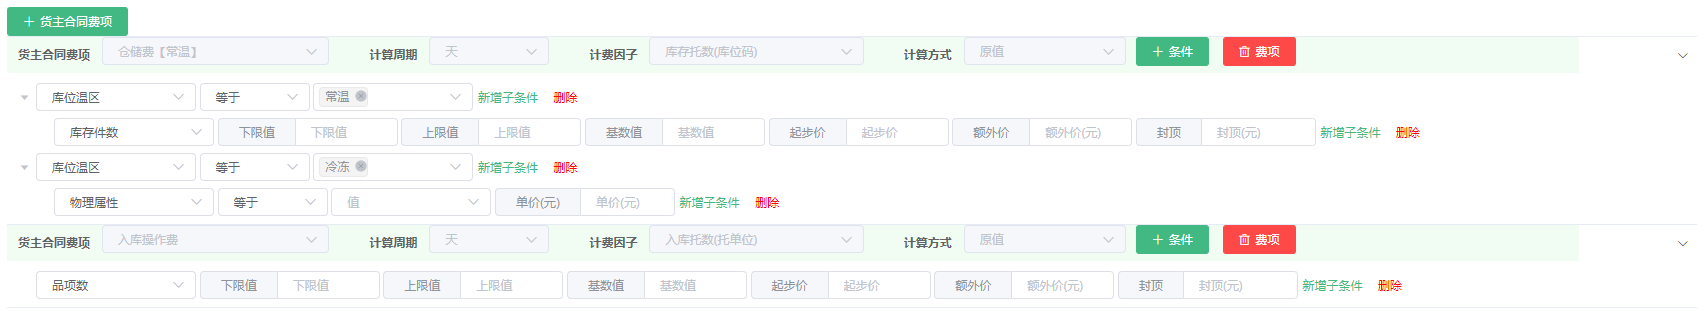 + 货主合同费项
货主合同费项 仓储费【常温】 计算周期 天 计费因子 库存托数(库位码) 计算方式 原值 + 条件 费项
库位温区 等于 常温 新增子条件 删除
库存件数 下限值 下限值 上限值 上限值 基数值 基数值 起步价 起步价 额外价 额外价(元) 封顶 封顶(元) 新增子条件 删除
库位温区 等于 冷冻 新增子条件 删除
物理属性 等于 值 单价(元) 单价(元) 新增子条件 删除
货主合同费项 入库操作费 计算周期 天 计费因子 入库托数(托单位) 计算方式 原值 + 条件 费项
品项数 下限值 下限值 上限值 上限值 基数值 基数值 起步价 起步价 额外价 额外价(元) 封顶 封顶(元) 新增子条件 删除